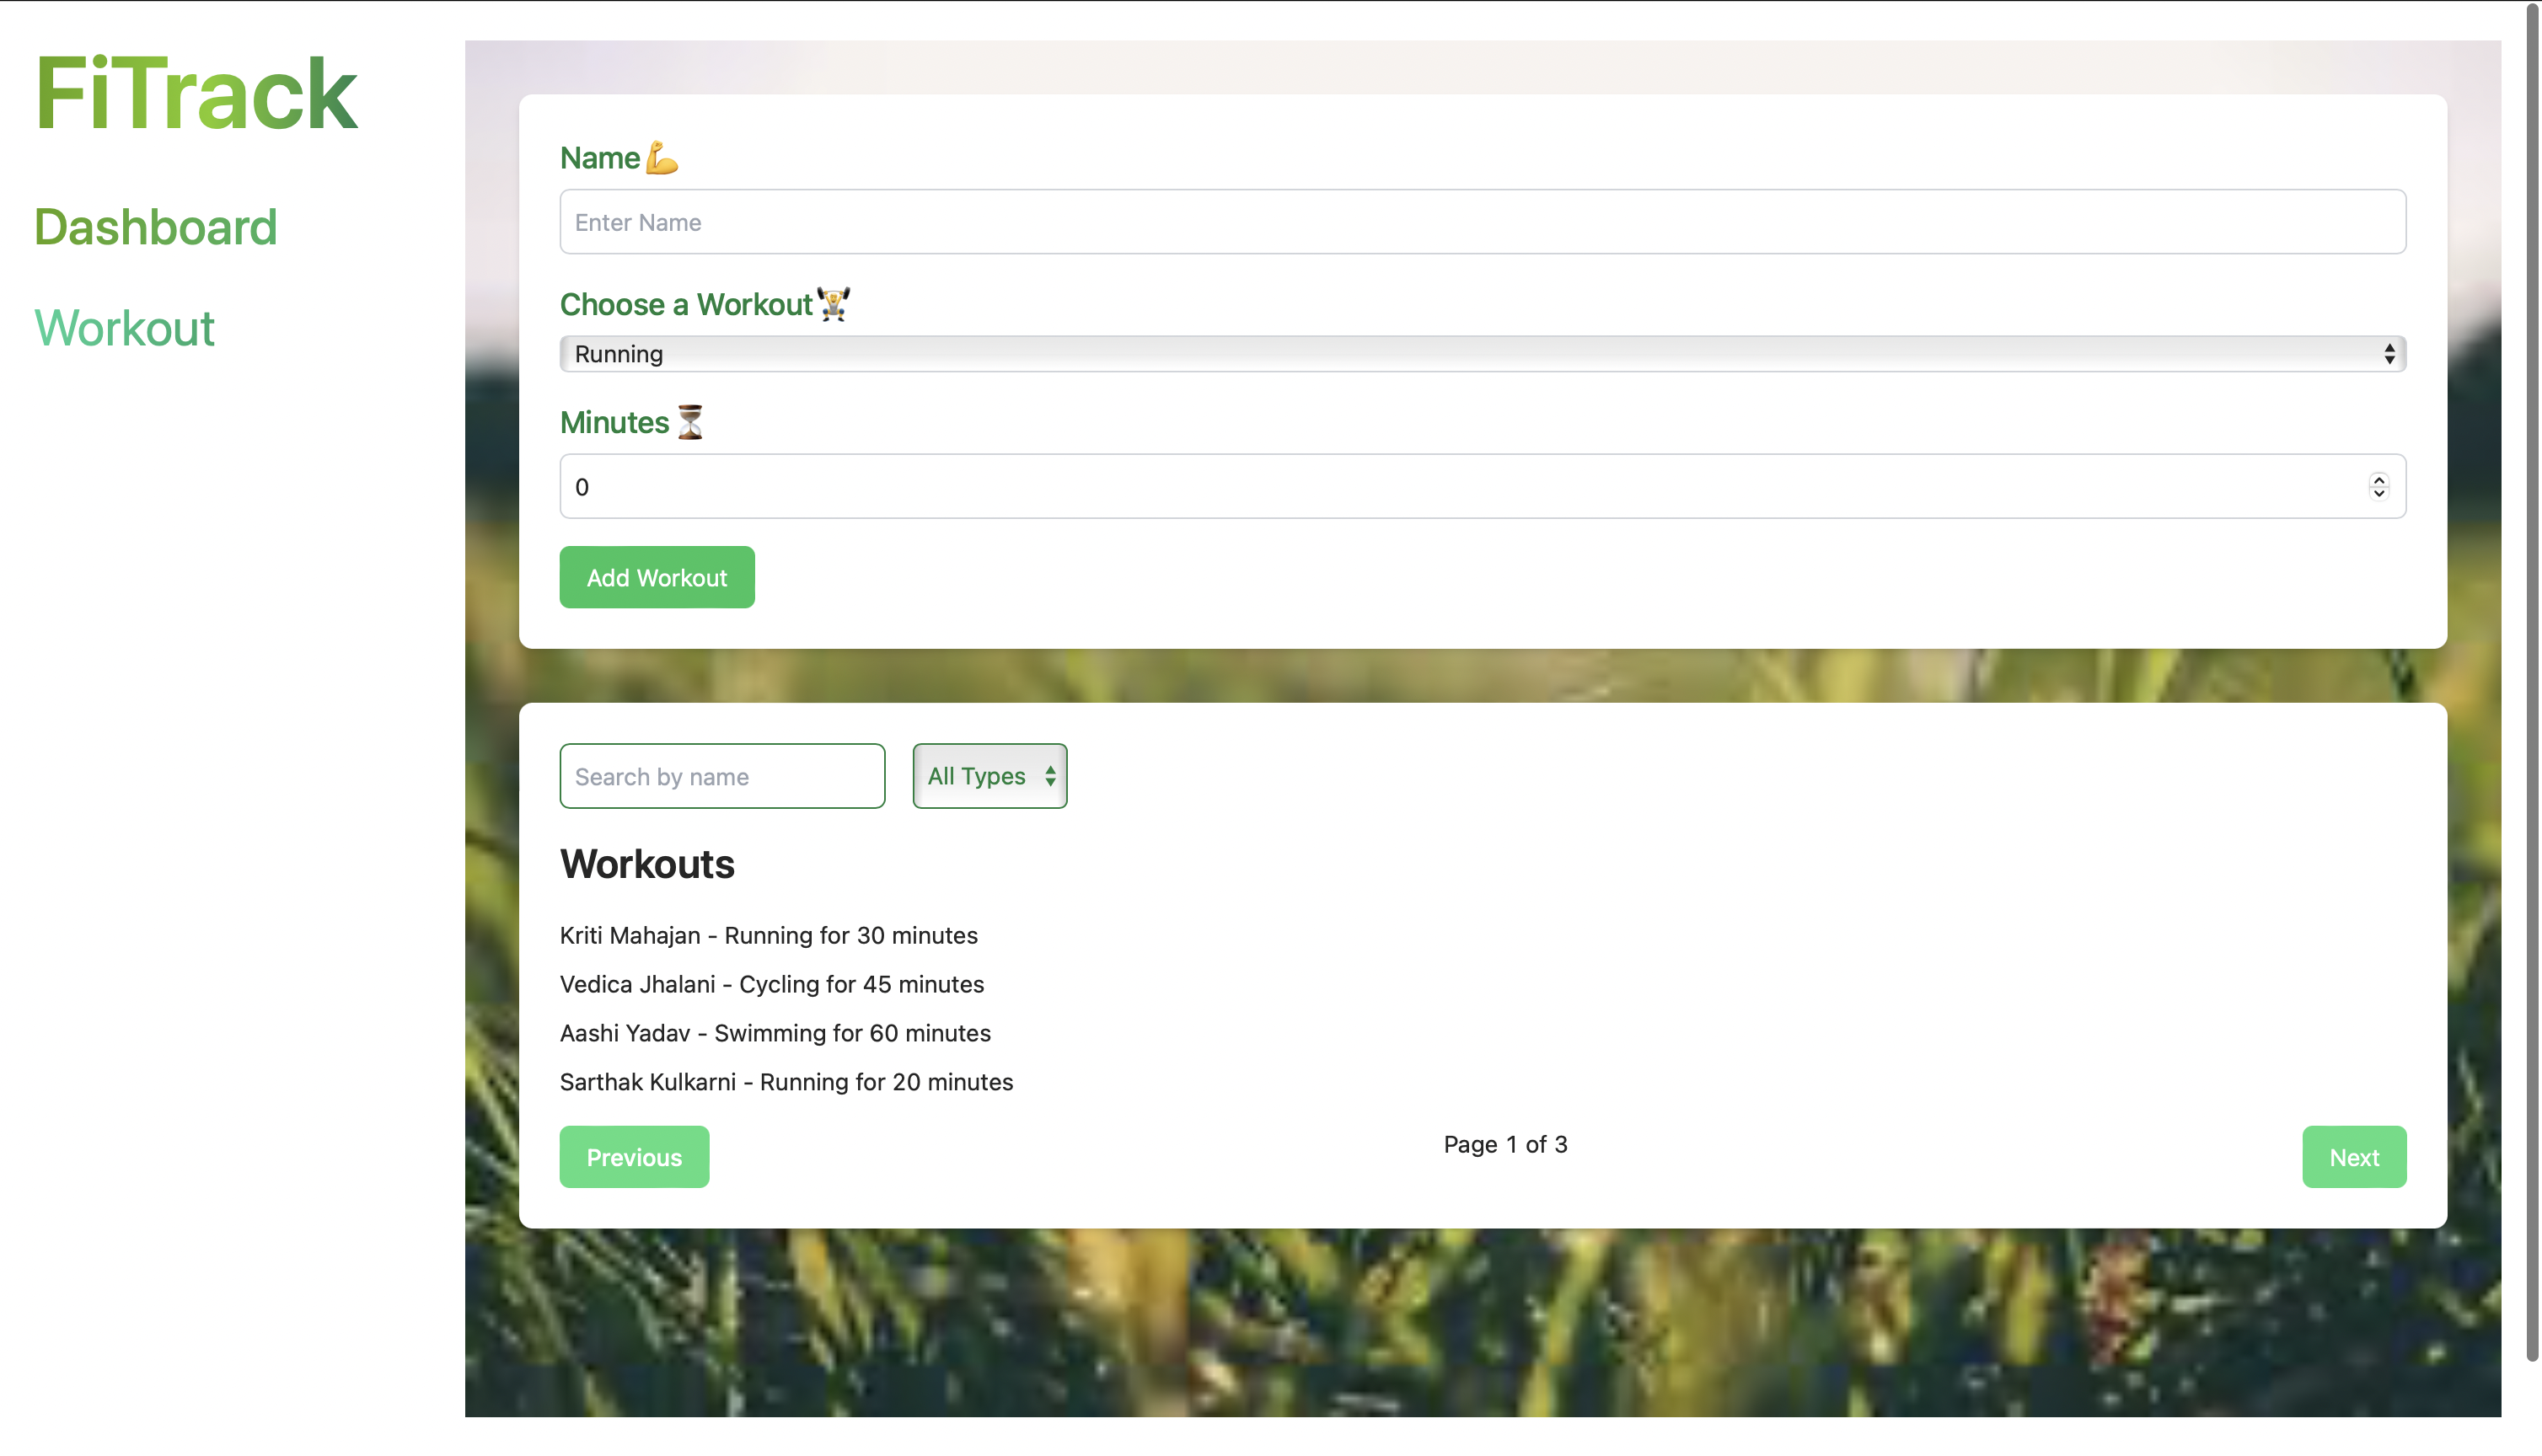 FiTrack
Dashboard
Workout
Name💪
Enter Name
Choose a Workout🏋
Running
Minutes⏳
0
Add Workout
Search by name
All Types
Workouts
Kriti Mahajan - Running for 30 minutes
Vedica Jhalani - Cycling for 45 minutes
Aashi Yadav - Swimming for 60 minutes
Sarthak Kulkarni - Running for 20 minutes
Previous
Page 1 of 3
Next